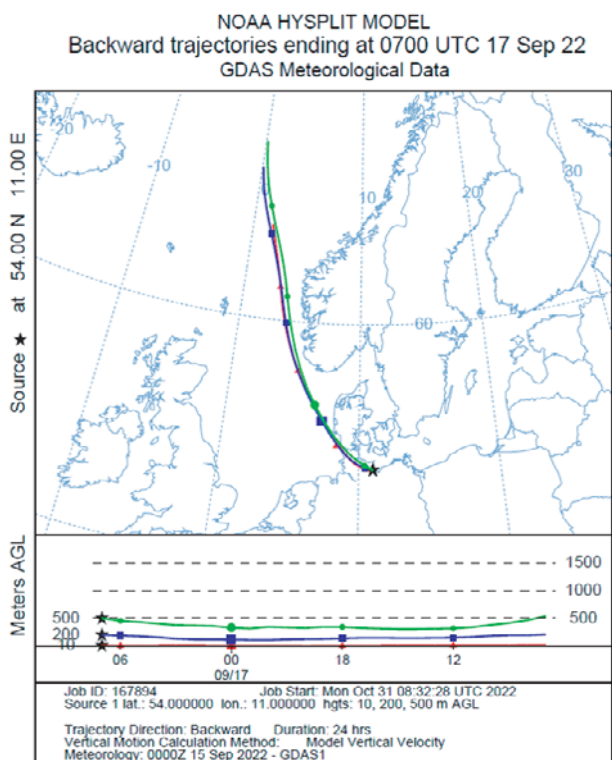 NOAA HYSPLIT MODEL
Backward trajectories ending at 0700 UTC 17 Sep 22
GDAS Meteorological Data
Source ★ at 54.00 N 11.00 E
20
-10
10
20
30
60
Meters AGL
1500
1000
500
500
200
10
06 00 18 12
09/17
Job ID: 167894 Job Start: Mon Oct 31 08:32:28 UTC 2022
Source 1 lat.: 54.000000 lon.: 11.000000 hgts: 10, 200, 500 m AGL
Trajectory Direction: Backward Duration: 24 hrs
Vertical Motion Calculation Method: Model Vertical Velocity
Meteorology: 0000Z 15 Sep 2022 - GDAS1